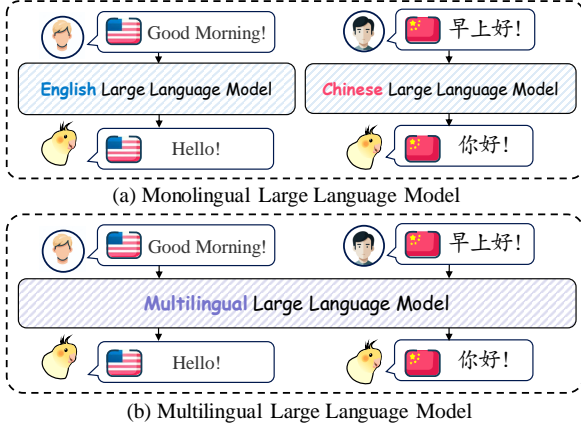 Good Morning!
早上好!
English Large Language Model
Chinese Large Language Model
Hello!
你好!
(a) Monolingual Large Language Model
Good Morning!
早上好!
Multilingual Large Language Model
Hello!
你好!
(b) Multilingual Large Language Model